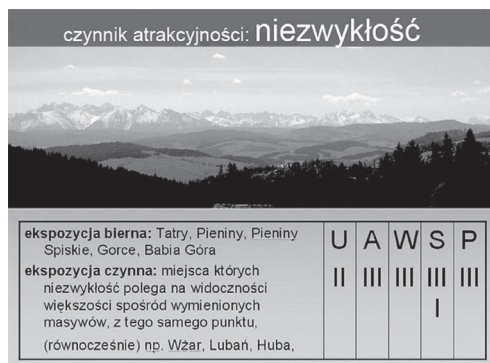 czynnik atrakcyjności: niezwykłość
ekspozycja bierna: Tatry, Pieniny, Pieniny
Spiskie, Gorce, Babia Góra
ekspozycja czynna: miejsca których
niezwykłość polega na widoczności
większości spośród wymienionych
masywów, z tego samego punktu,
(równocześnie) np. Wżar, Lubań, Huba,
U A W S P
II III III III III
I